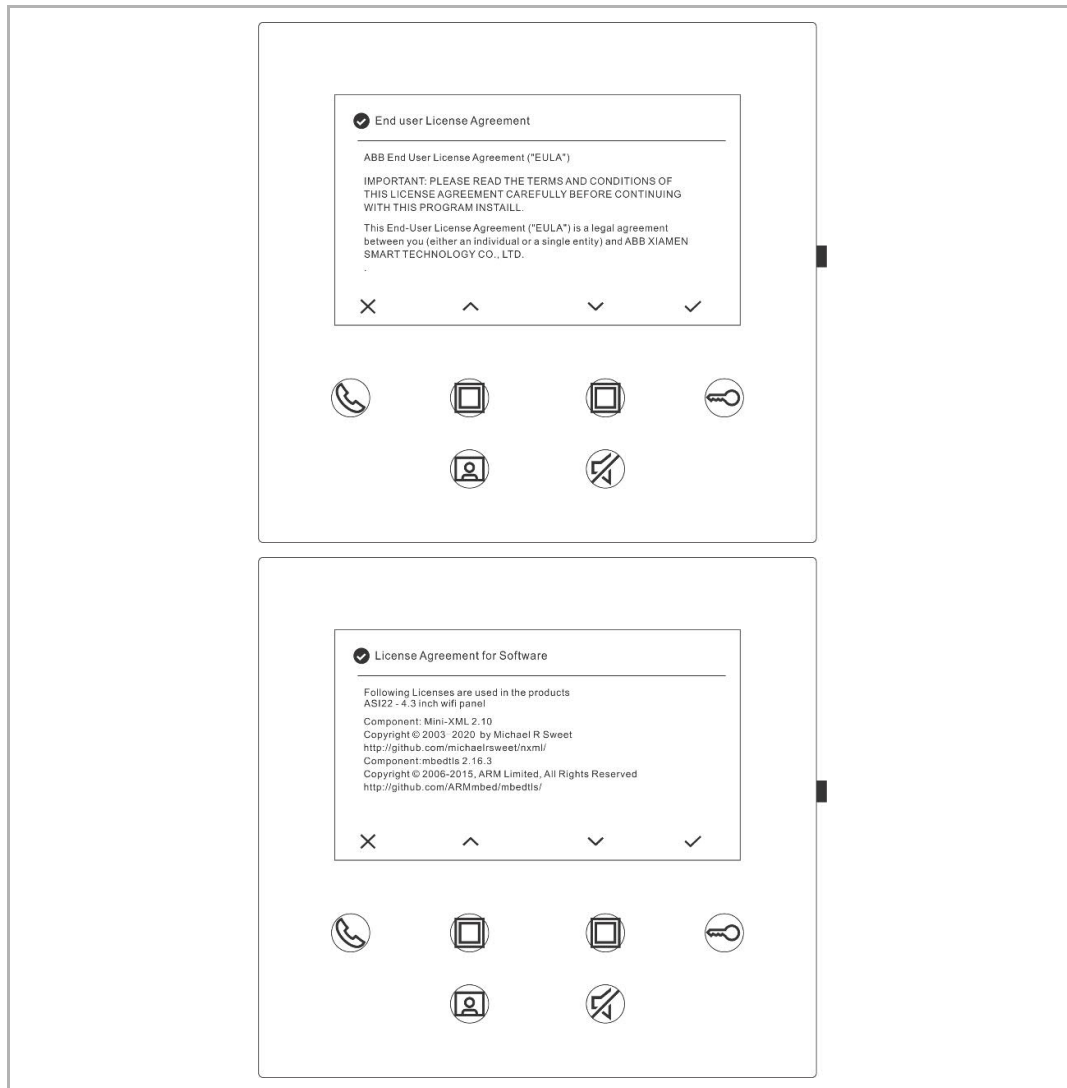 End user License Agreement
ABB End User License Agreement ("EULA")
IMPORTANT: PLEASE READ THE TERMS AND CONDITIONS OF
THIS LICENSE AGREEMENT CAREFULLY BEFORE CONTINUING
WITH THIS PROGRAM INSTAILL.
This End-User License Agreement ("EULA") is a legal agreement
between you (either an individual or a single entity) and ABB XIAMEN
SMART TECHNOLOGY CO., LTD.
.
License Agreement for Software
Following Licenses are used in the products
ASI22 - 4.3 inch wifi panel
Component: Mini-XML 2.10
Copyright © 2003-2020 by Michael R Sweet
http://github.com/michaelrsweet/nxml/
Component:mbedtls 2.16.3
Copyright © 2006-2015, ARM Limited, All Rights Reserved
http://github.com/ARMmbed/mbedtls/